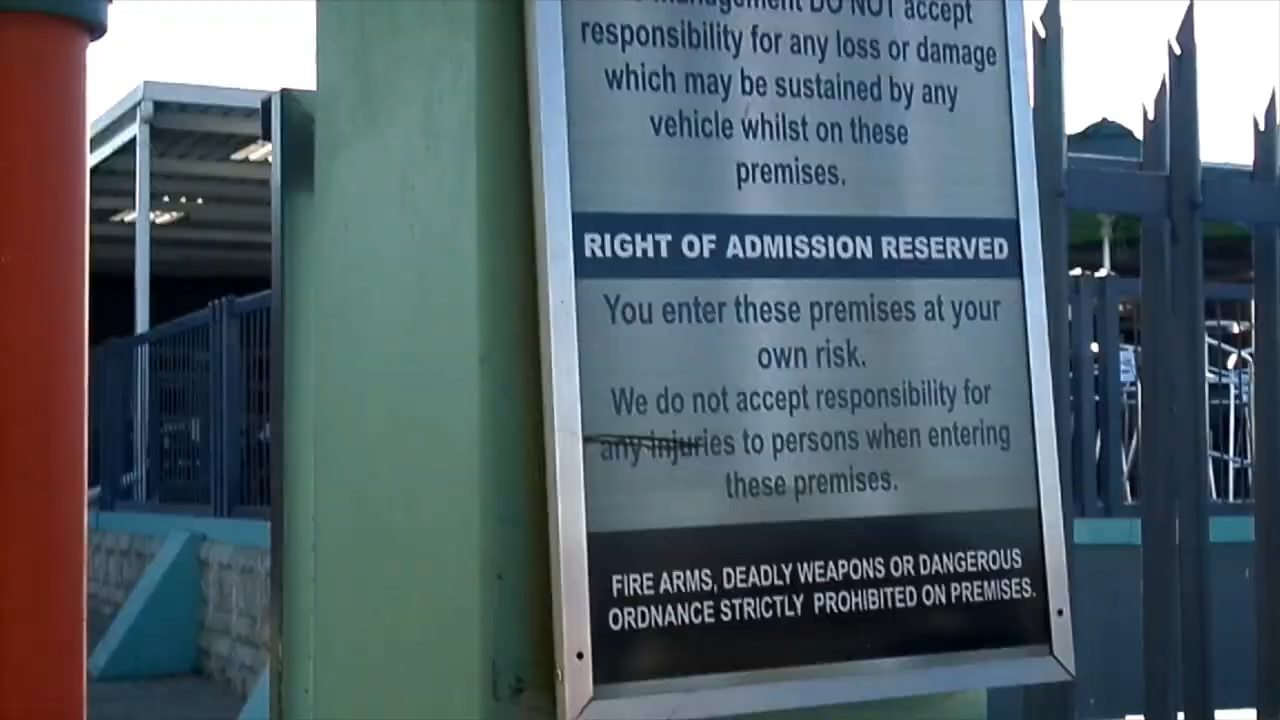 management DO NOT accept
responsibility for any loss or damage
which may be sustained by any
vehicle whilst on these
premises.
RIGHT OF ADMISSION RESERVED
You enter these premises at your
own risk.
We do not accept responsibility for
any injuries to persons when entering
these premises.
FIRE ARMS, DEADLY WEAPONS OR DANGEROUS
ORDNANCE STRICTLY PROHIBITED ON PREMISES.